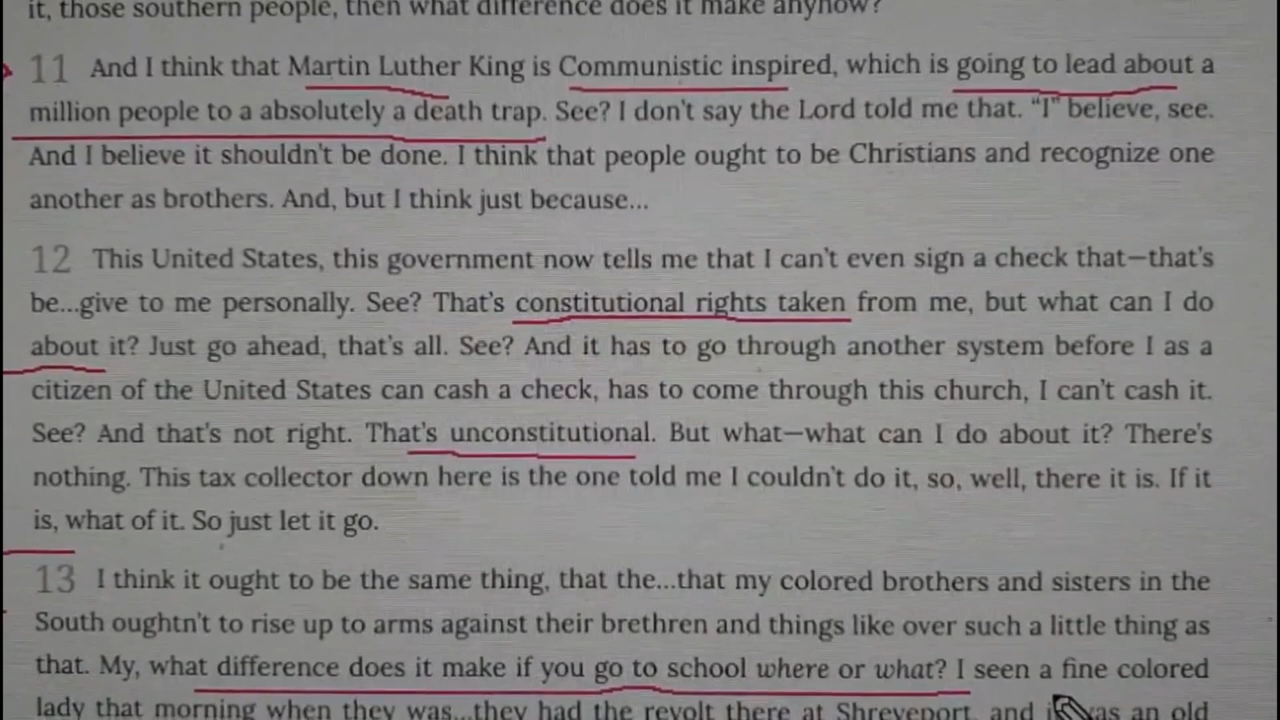 it, those southern people, then what difference does it make anyhow?
11 And I think that Martin Luther King is Communistic inspired, which is going to lead about a
million people to a absolutely a death trap. See? I don't say the Lord told me that. “I” believe, see.
And I believe it shouldn't be done. I think that people ought to be Christians and recognize one
another as brothers. And, but I think just because...
12 This United States, this government now tells me that I can't even sign a check that—that's
be...give to me personally. See? That's constitutional rights taken from me, but what can I do
about it? Just go ahead, that's all. See? And it has to go through another system before I as a
citizen of the United States can cash a check, has to come through this church, I can't cash it.
See? And that's not right. That's unconstitutional. But what—what can I do about it? There's
nothing. This tax collector down here is the one told me I couldn't do it, so, well, there it is. If it
is, what of it. So just let it go.
13 I think it ought to be the same thing, that the...that my colored brothers and sisters in the
South oughtn't to rise up to arms against their brethren and things like over such a little thing as
that. My, what difference does it make if you go to school where or what? I seen a fine colored
lady that morning when they was...they had the revolt there at Shreveport, and was an old